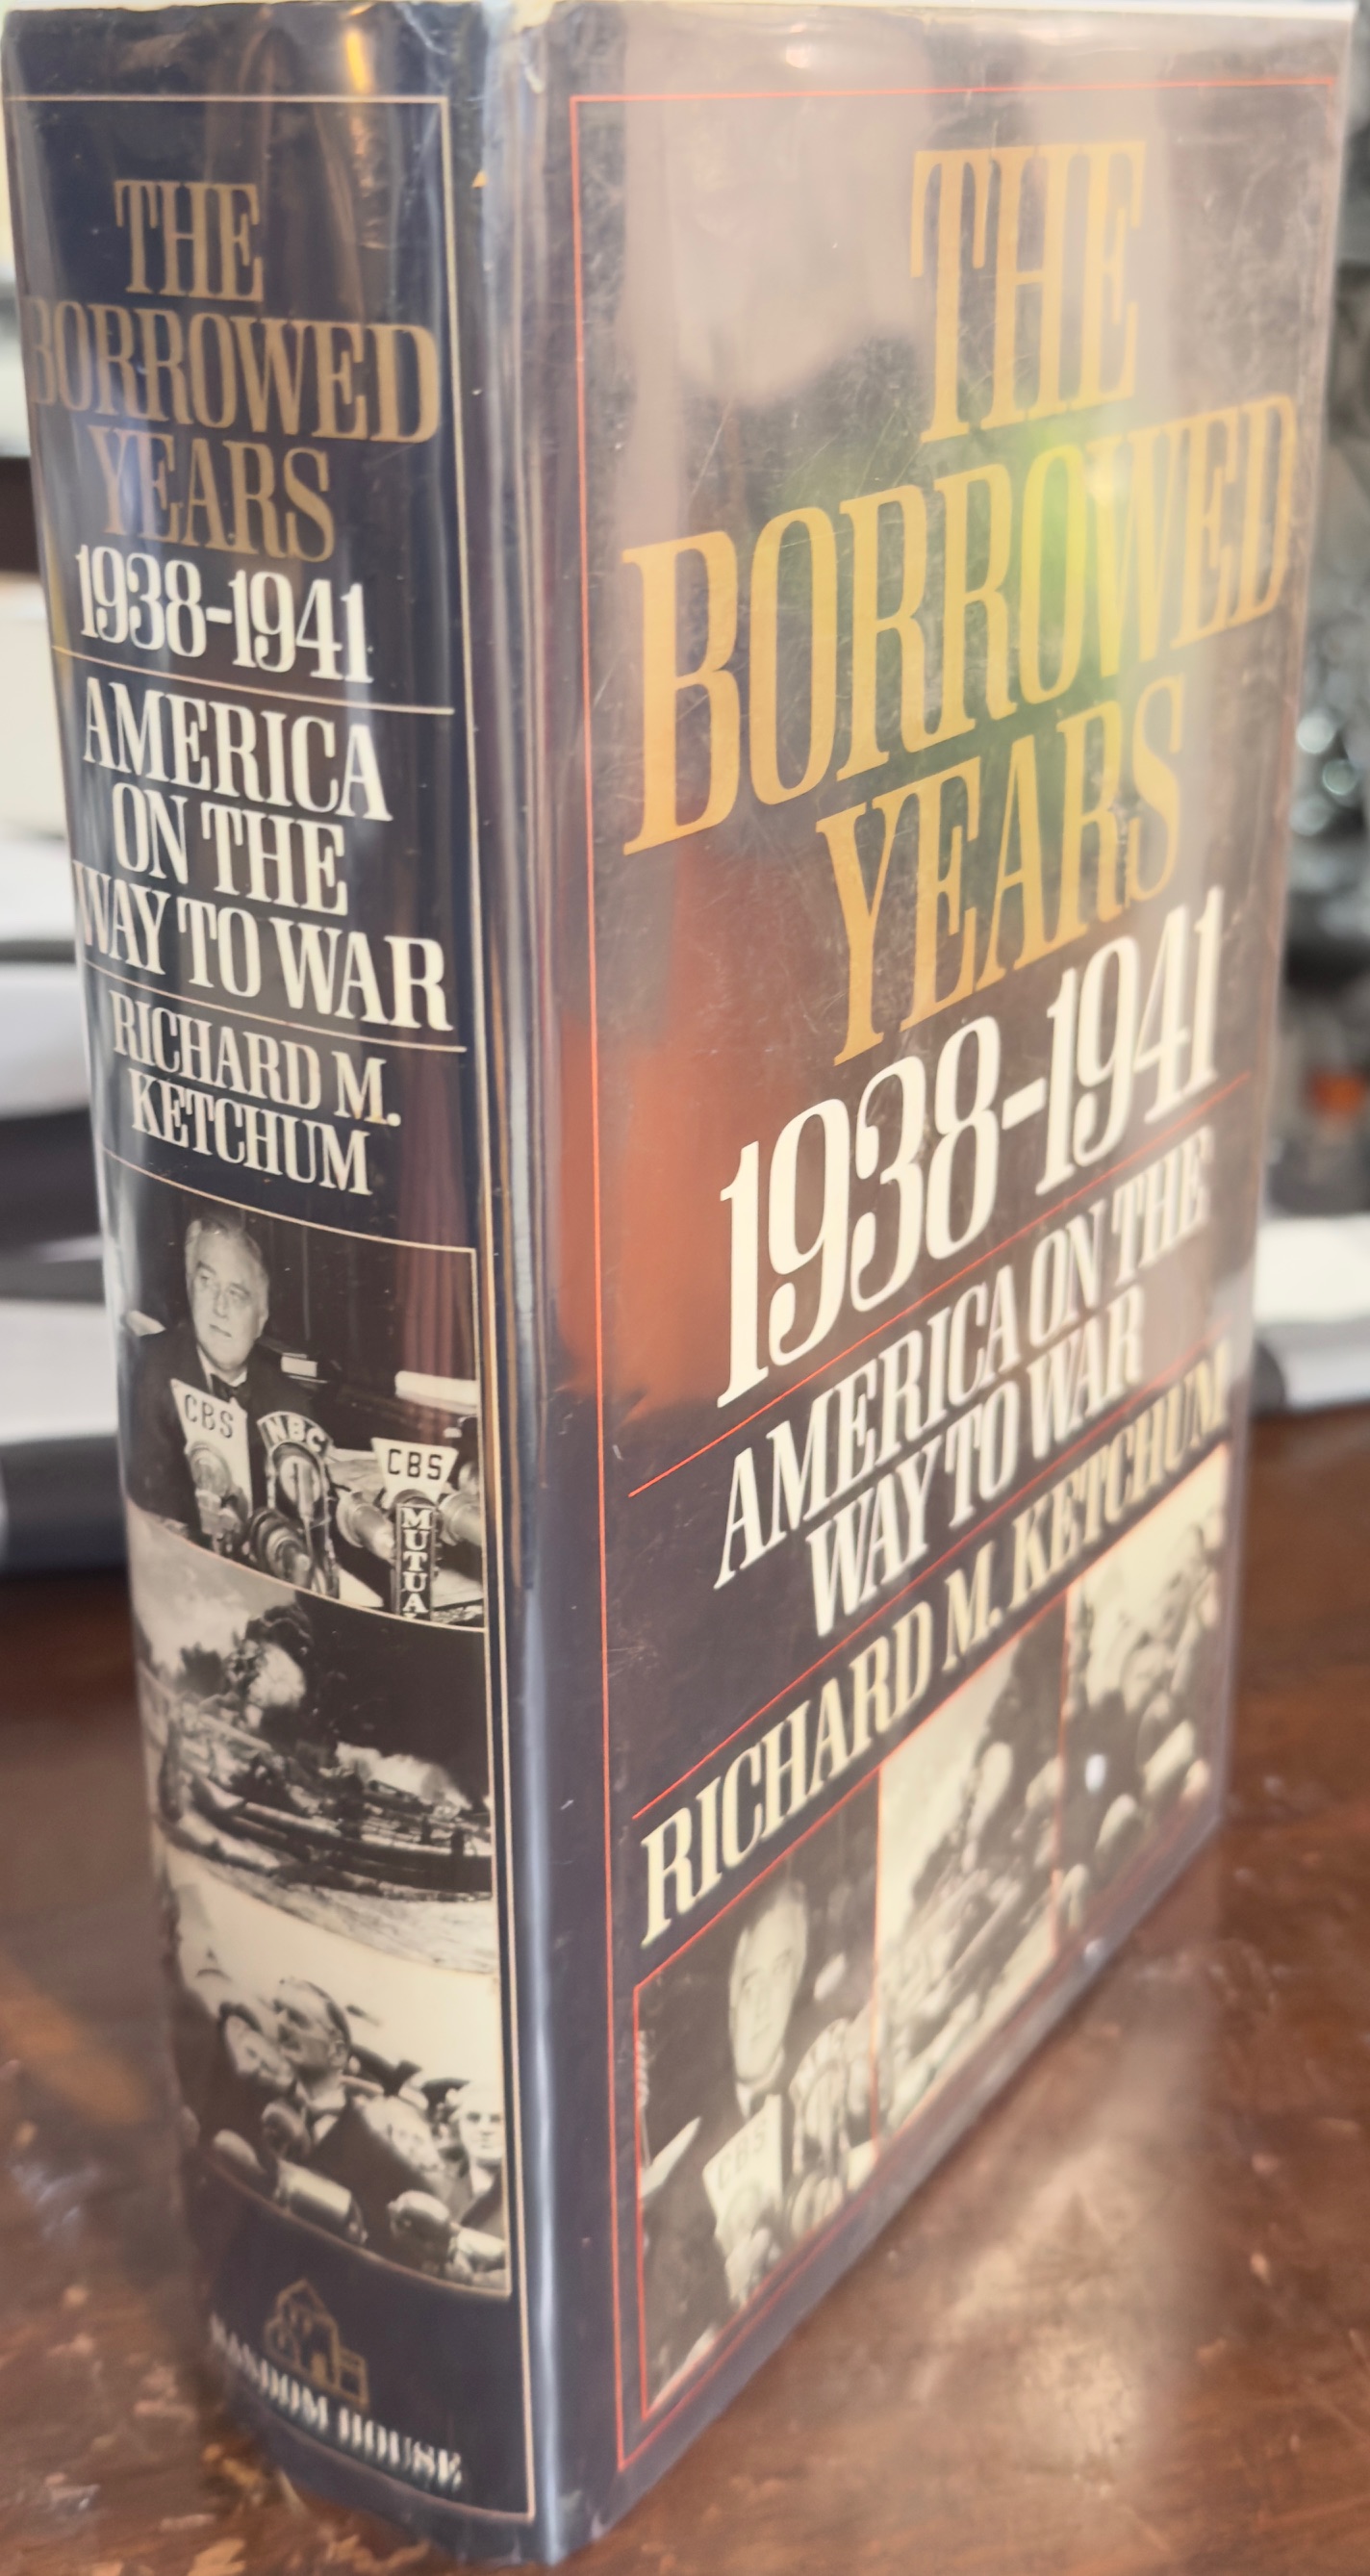 THE
BORROWED
YEARS
1938-1941
AMERICA
ON THE
WAY TO WAR
RICHARD M.
KETCHUM
CBS
NBC
CBS
MUTUA
RANDOM HOUSE
THE
BORROWED
YEARS
1938-1941
AMERICA ON THE
WAY TO WAR
RICHARD M. KETCHUM
CBS